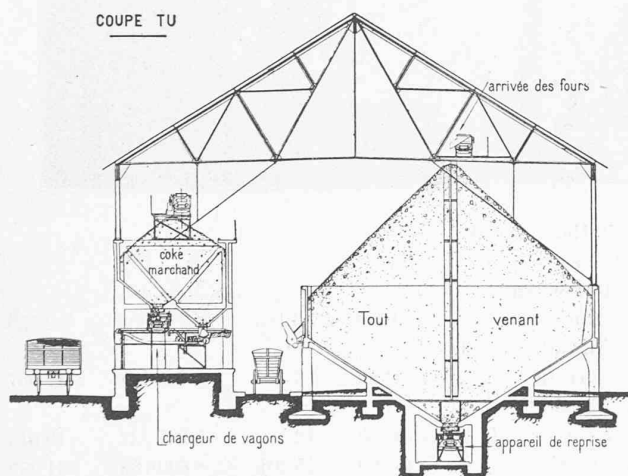 COUPE TU
arrivée des fours
coke
marchand
Tout venant
chargeur de vagons
appareil de reprise